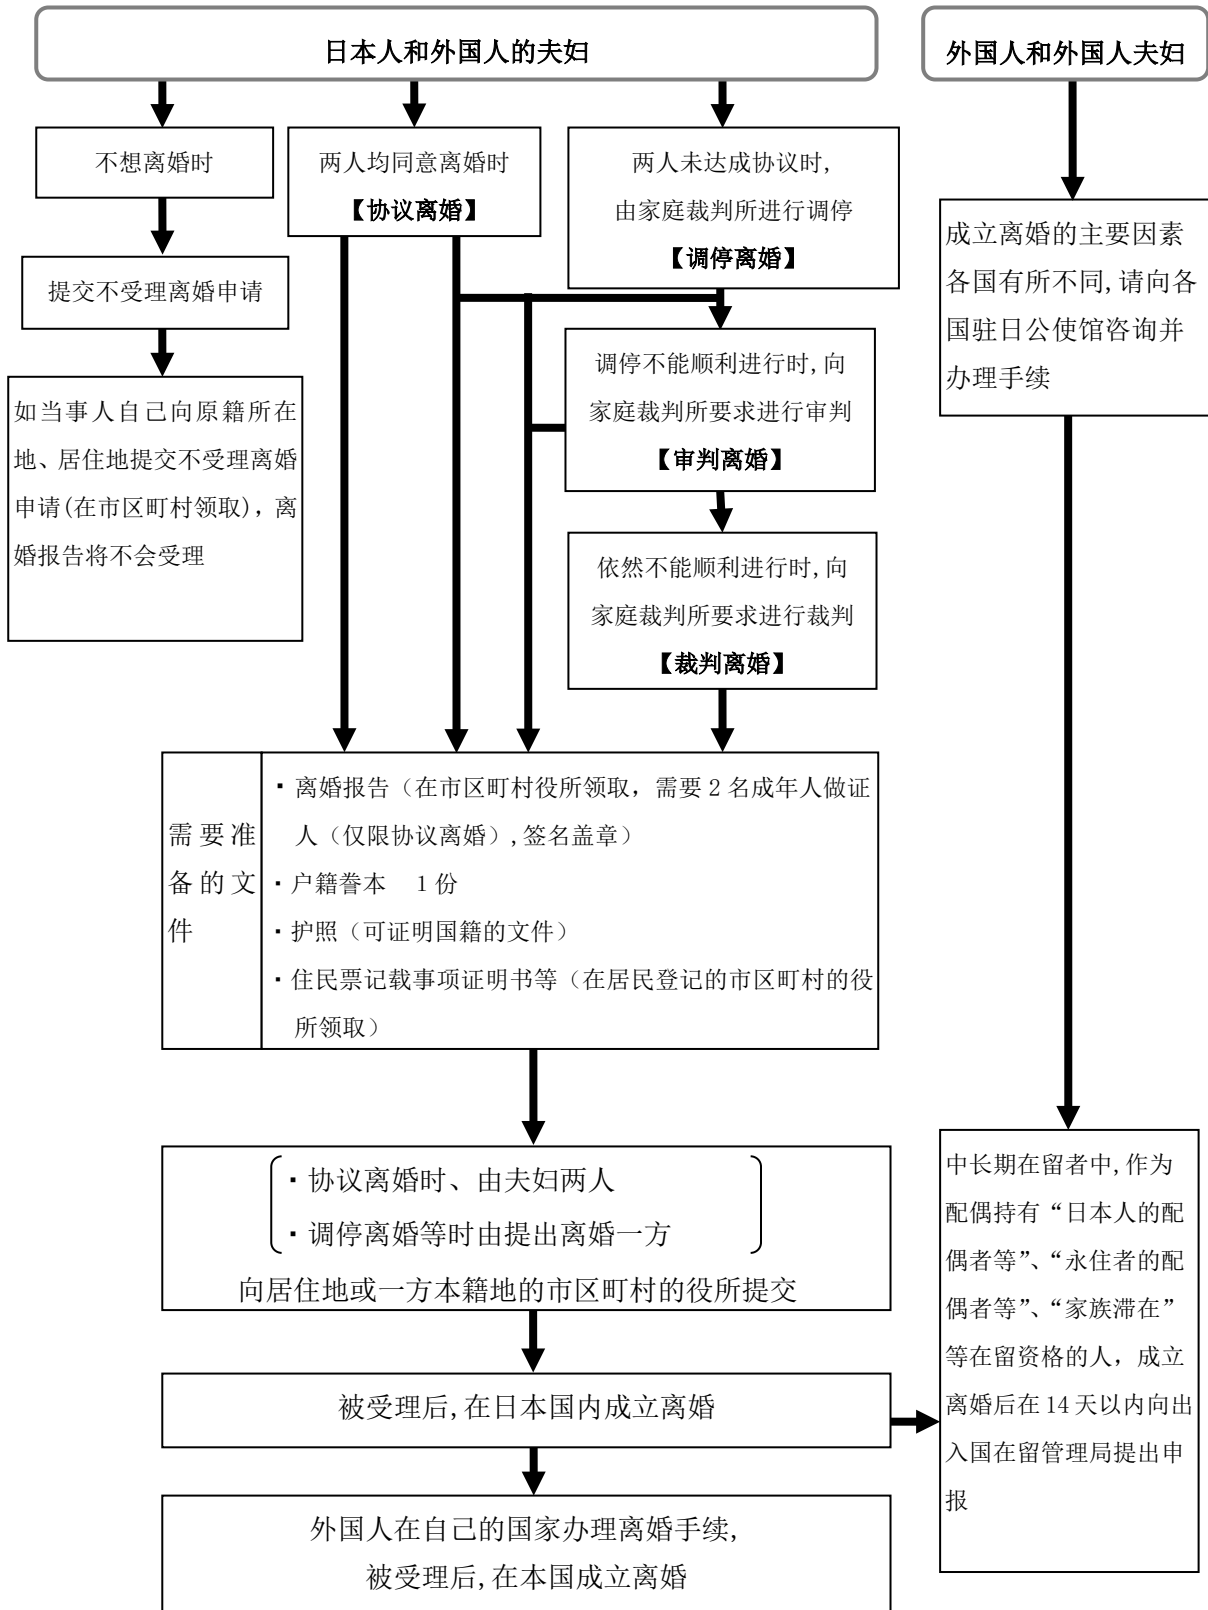 日本人和外国人的夫妇
外国人和外国人夫妇
不想离婚时
两人均同意离婚时
【协议离婚】
两人未达成协议时,
由家庭裁判所进行调停
【调停离婚】
提交不受理离婚申请
如当事人自己向原籍所在
地、居住地提交不受理离婚
申请(在市区町村领取)，离
婚报告将不会受理
调停不能顺利进行时,向
家庭裁判所要求进行审判
【审判离婚】
依然不能顺利进行时,向
家庭裁判所要求进行裁判
【裁判离婚】
成立离婚的主要因素
各国有所不同,请向各
国驻日公使馆咨询并
办理手续
需要准
备的文
件
・离婚报告（在市区町村役所领取，需要 2 名成年人做证
人（仅限协议离婚）,签名盖章）
・户籍誊本　1 份
・护照（可证明国籍的文件）
・住民票记载事项证明书等（在居民登记的市区町村的役
所领取）
・协议离婚时、由夫妇两人
・调停离婚等时由提出离婚一方
向居住地或一方本籍地的市区町村的役所提交
被受理后,在日本国内成立离婚
外国人在自己的国家办理离婚手续,
被受理后,在本国成立离婚
中长期在留者中,作为
配偶持有“日本人的配
偶者等”、“永住者的配
偶者等”、“家族滞在”
等在留资格的人，成立
离婚后在 14 天以内向出
入国在留管理局提出申
报